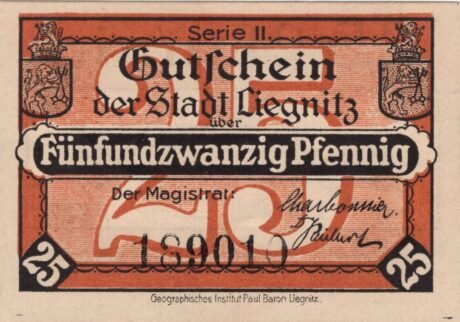 Serie II.
Gutschein
der Stadt Liegnitz
über
Fünfundzwanzig Pfennig
Der Magistrat: Charbonnier.
189010
25 25
Geographisches Institut Paul Baron Liegnitz.